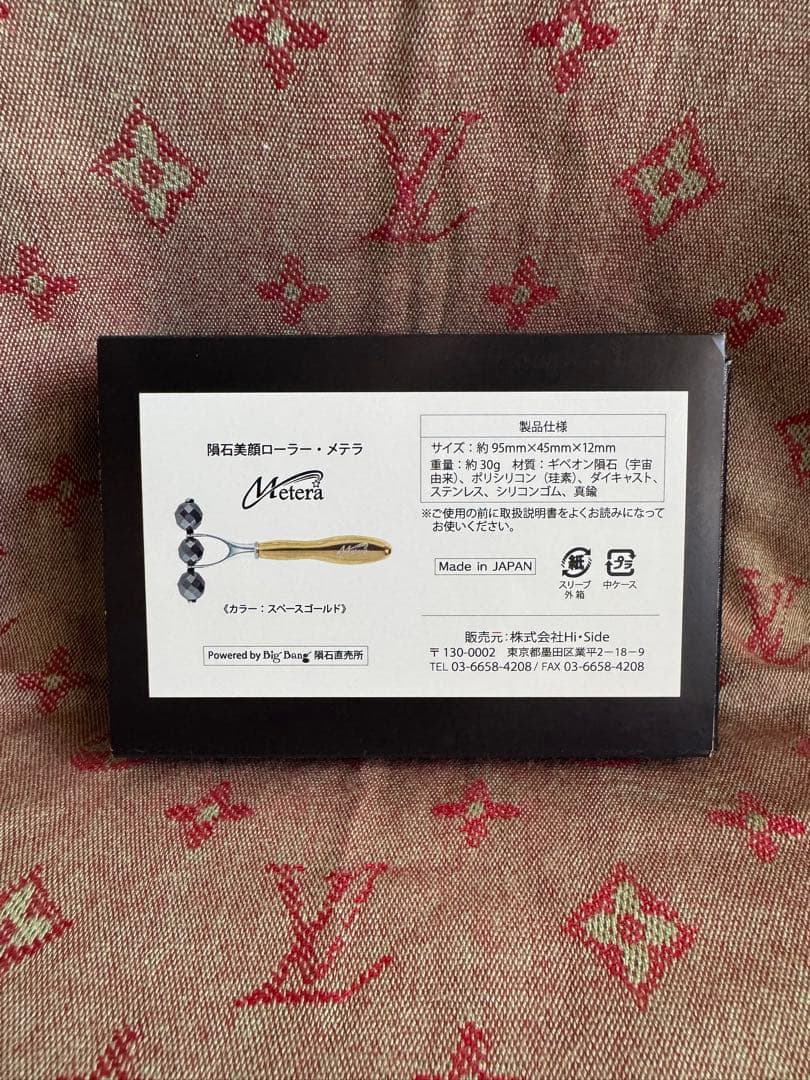 隕石美顔ローラー・メテラ
Metera
Metera
《カラー：スペースゴールド》
Powered by Big Bang 隕石直売所
製品仕様
サイズ：約 95mm×45mm×12mm
重量：約 30g　材質：ギベオン隕石（宇宙
由来）、ポリシリコン（珪素）、ダイキャスト、
ステンレス、シリコンゴム、真鍮
※ご使用の前に取扱説明書をよくお読みになって
お使いください。
Made in JAPAN
紙
スリーブ
外箱
プラ
中ケース
販売元：株式会社Hi・Side
〒130-0002　東京都墨田区業平2－18－9
TEL 03-6658-4208 / FAX 03-6658-4208
LV
LV